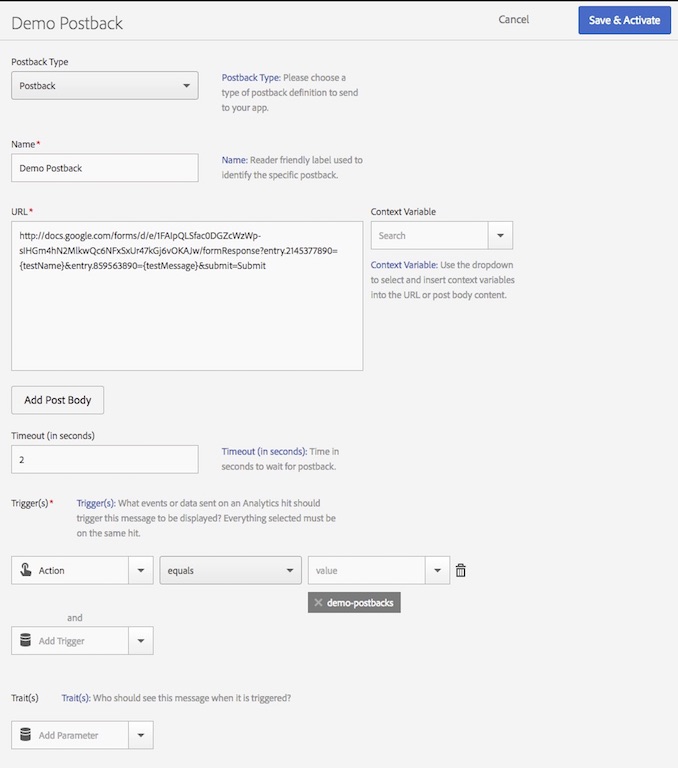 Demo Postback
Cancel
Save & Activate
Postback Type
Postback
Postback Type: Please choose a
type of postback definition to send
to your app.
Name*
Demo Postback
Name: Reader friendly label used to
identify the specific postback.
URL*
http://docs.google.com/forms/d/e/1FAIpQLSfac0DGZcWzWp-
sIHGm4hN2MlkwQc6NFxSxUr47kGj6vOKAJw/formResponse?entry.2145377890=
{testName}&entry.859563890={testMessage}&submit=Submit
Context Variable
Search
Context Variable: Use the dropdown
to select and insert context variables
into the URL or post body content.
Add Post Body
Timeout (in seconds)
2
Timeout (in seconds): Time in
seconds to wait for postback.
Trigger(s)*
Trigger(s): What events or data sent on an Analytics hit should
trigger this message to be displayed? Everything selected must be
on the same hit.
Action
equals
value
demo-postbacks
and
Add Trigger
Trait(s)
Trait(s): Who should see this message when it is triggered?
Add Parameter